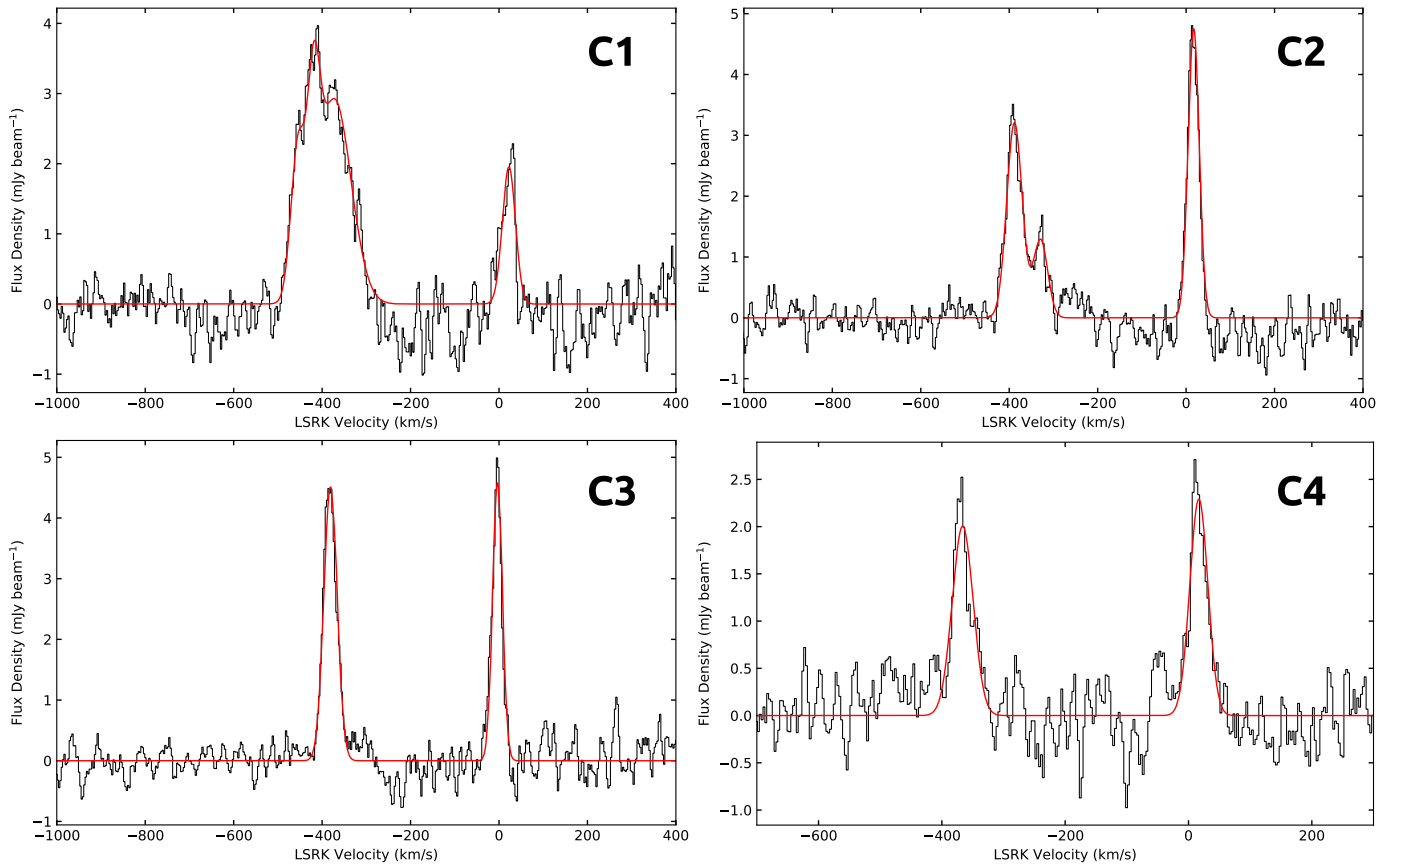 C1
4
3
2
1
0
−1
Flux Density (mJy beam⁻¹)
−1000 −800 −600 −400 −200 0 200 400
LSRK Velocity (km/s)
C2
5
4
3
2
1
0
−1
Flux Density (mJy beam⁻¹)
−1000 −800 −600 −400 −200 0 200 400
LSRK Velocity (km/s)
C3
5
4
3
2
1
0
−1
Flux Density (mJy beam⁻¹)
−1000 −800 −600 −400 −200 0 200 400
LSRK Velocity (km/s)
C4
2.5
2.0
1.5
1.0
0.5
0.0
−0.5
−1.0
Flux Density (mJy beam⁻¹)
−600 −400 −200 0 200
LSRK Velocity (km/s)